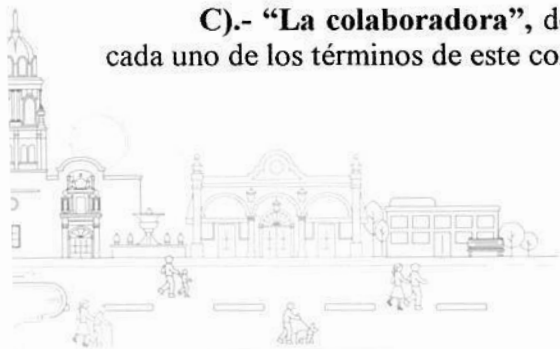 C).- “La colaboradora”, d
cada uno de los términos de este co